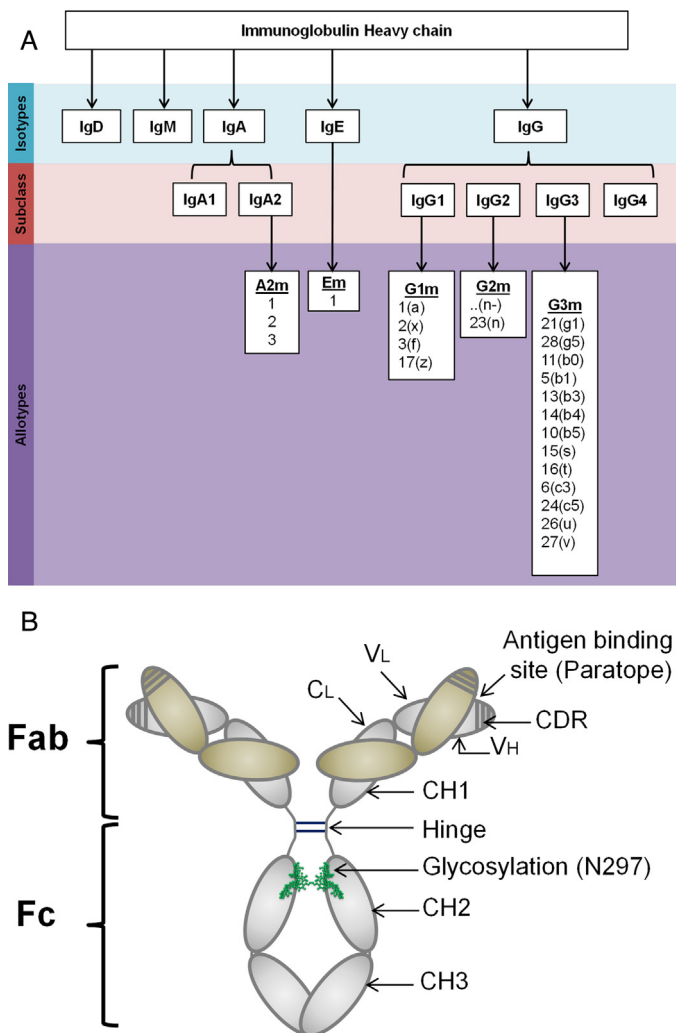 A
Immunoglobulin Heavy chain
Isotypes
IgD
IgM
IgA
IgE
IgG
Subclass
IgA1
IgA2
IgG1
IgG2
IgG3
IgG4
Allotypes
A2m
1
2
3
Em
1
G1m
1(a)
2(x)
3(f)
17(z)
G2m
..(n-)
23(n)
G3m
21(g1)
28(g5)
11(b0)
5(b1)
13(b3)
14(b4)
10(b5)
15(s)
16(t)
6(c3)
24(c5)
26(u)
27(v)
B
Fab
Fc
VL
CL
Antigen binding
site (Paratope)
CDR
VH
CH1
Hinge
Glycosylation (N297)
CH2
CH3